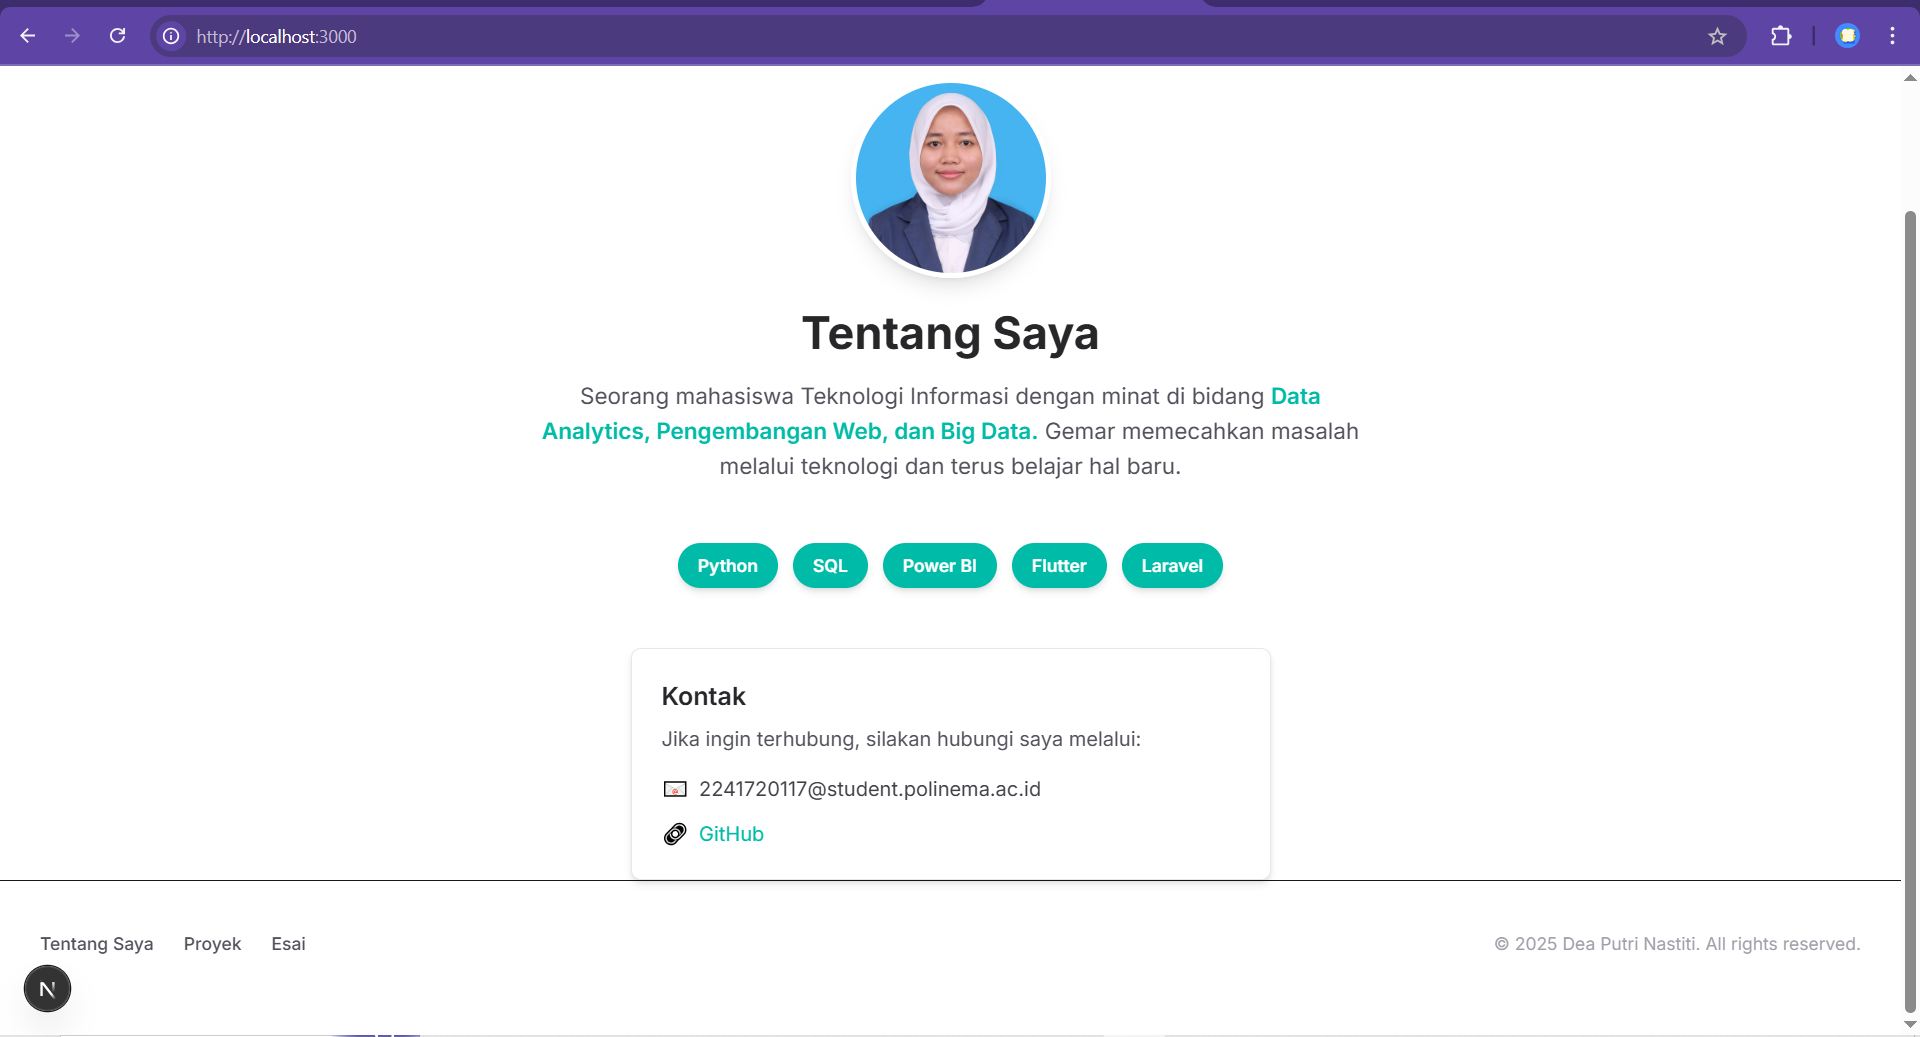 http://localhost:3000
Tentang Saya
Seorang mahasiswa Teknologi Informasi dengan minat di bidang Data
Analytics, Pengembangan Web, dan Big Data. Gemar memecahkan masalah
melalui teknologi dan terus belajar hal baru.
Python SQL Power BI Flutter Laravel
Kontak
Jika ingin terhubung, silakan hubungi saya melalui:
2241720117@student.polinema.ac.id
GitHub
Tentang Saya Proyek Esai © 2025 Dea Putri Nastiti. All rights reserved.
N